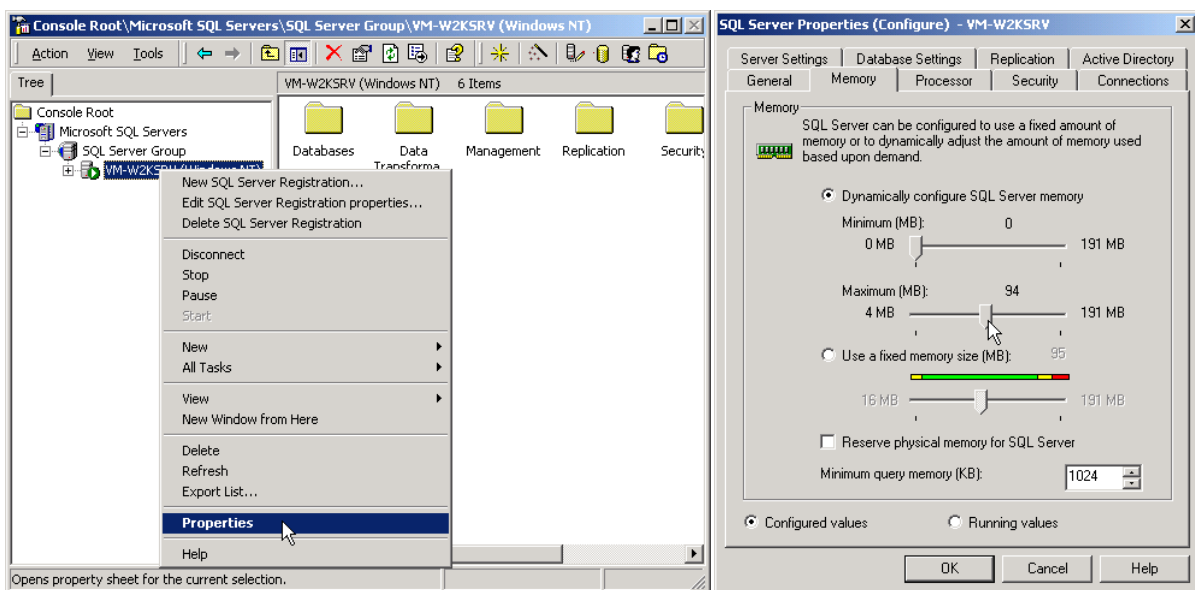 Console Root\Microsoft SQL Servers\SQL Server Group\VM-W2KSRV (Windows NT)
Action View Tools
Tree
VM-W2KSRV (Windows NT) 6 Items
Console Root
Microsoft SQL Servers
SQL Server Group
VM-W2KSRV (Windows NT)
Databases
Data
Transforma
Management
Replication
Security
New SQL Server Registration...
Edit SQL Server Registration properties...
Delete SQL Server Registration
Disconnect
Stop
Pause
Start
New
All Tasks
View
New Window from Here
Delete
Refresh
Export List...
Properties
Help
Opens property sheet for the current selection.
SQL Server Properties (Configure) - VM-W2KSRV
Server Settings Database Settings Replication Active Directory
General Memory Processor Security Connections
Memory
SQL Server can be configured to use a fixed amount of
memory or to dynamically adjust the amount of memory used
based upon demand.
Dynamically configure SQL Server memory
Minimum (MB): 0
0 MB 191 MB
Maximum (MB): 94
4 MB 191 MB
Use a fixed memory size (MB): 95
16 MB 191 MB
Reserve physical memory for SQL Server
Minimum query memory (KB): 1024
Configured values Running values
OK Cancel Help